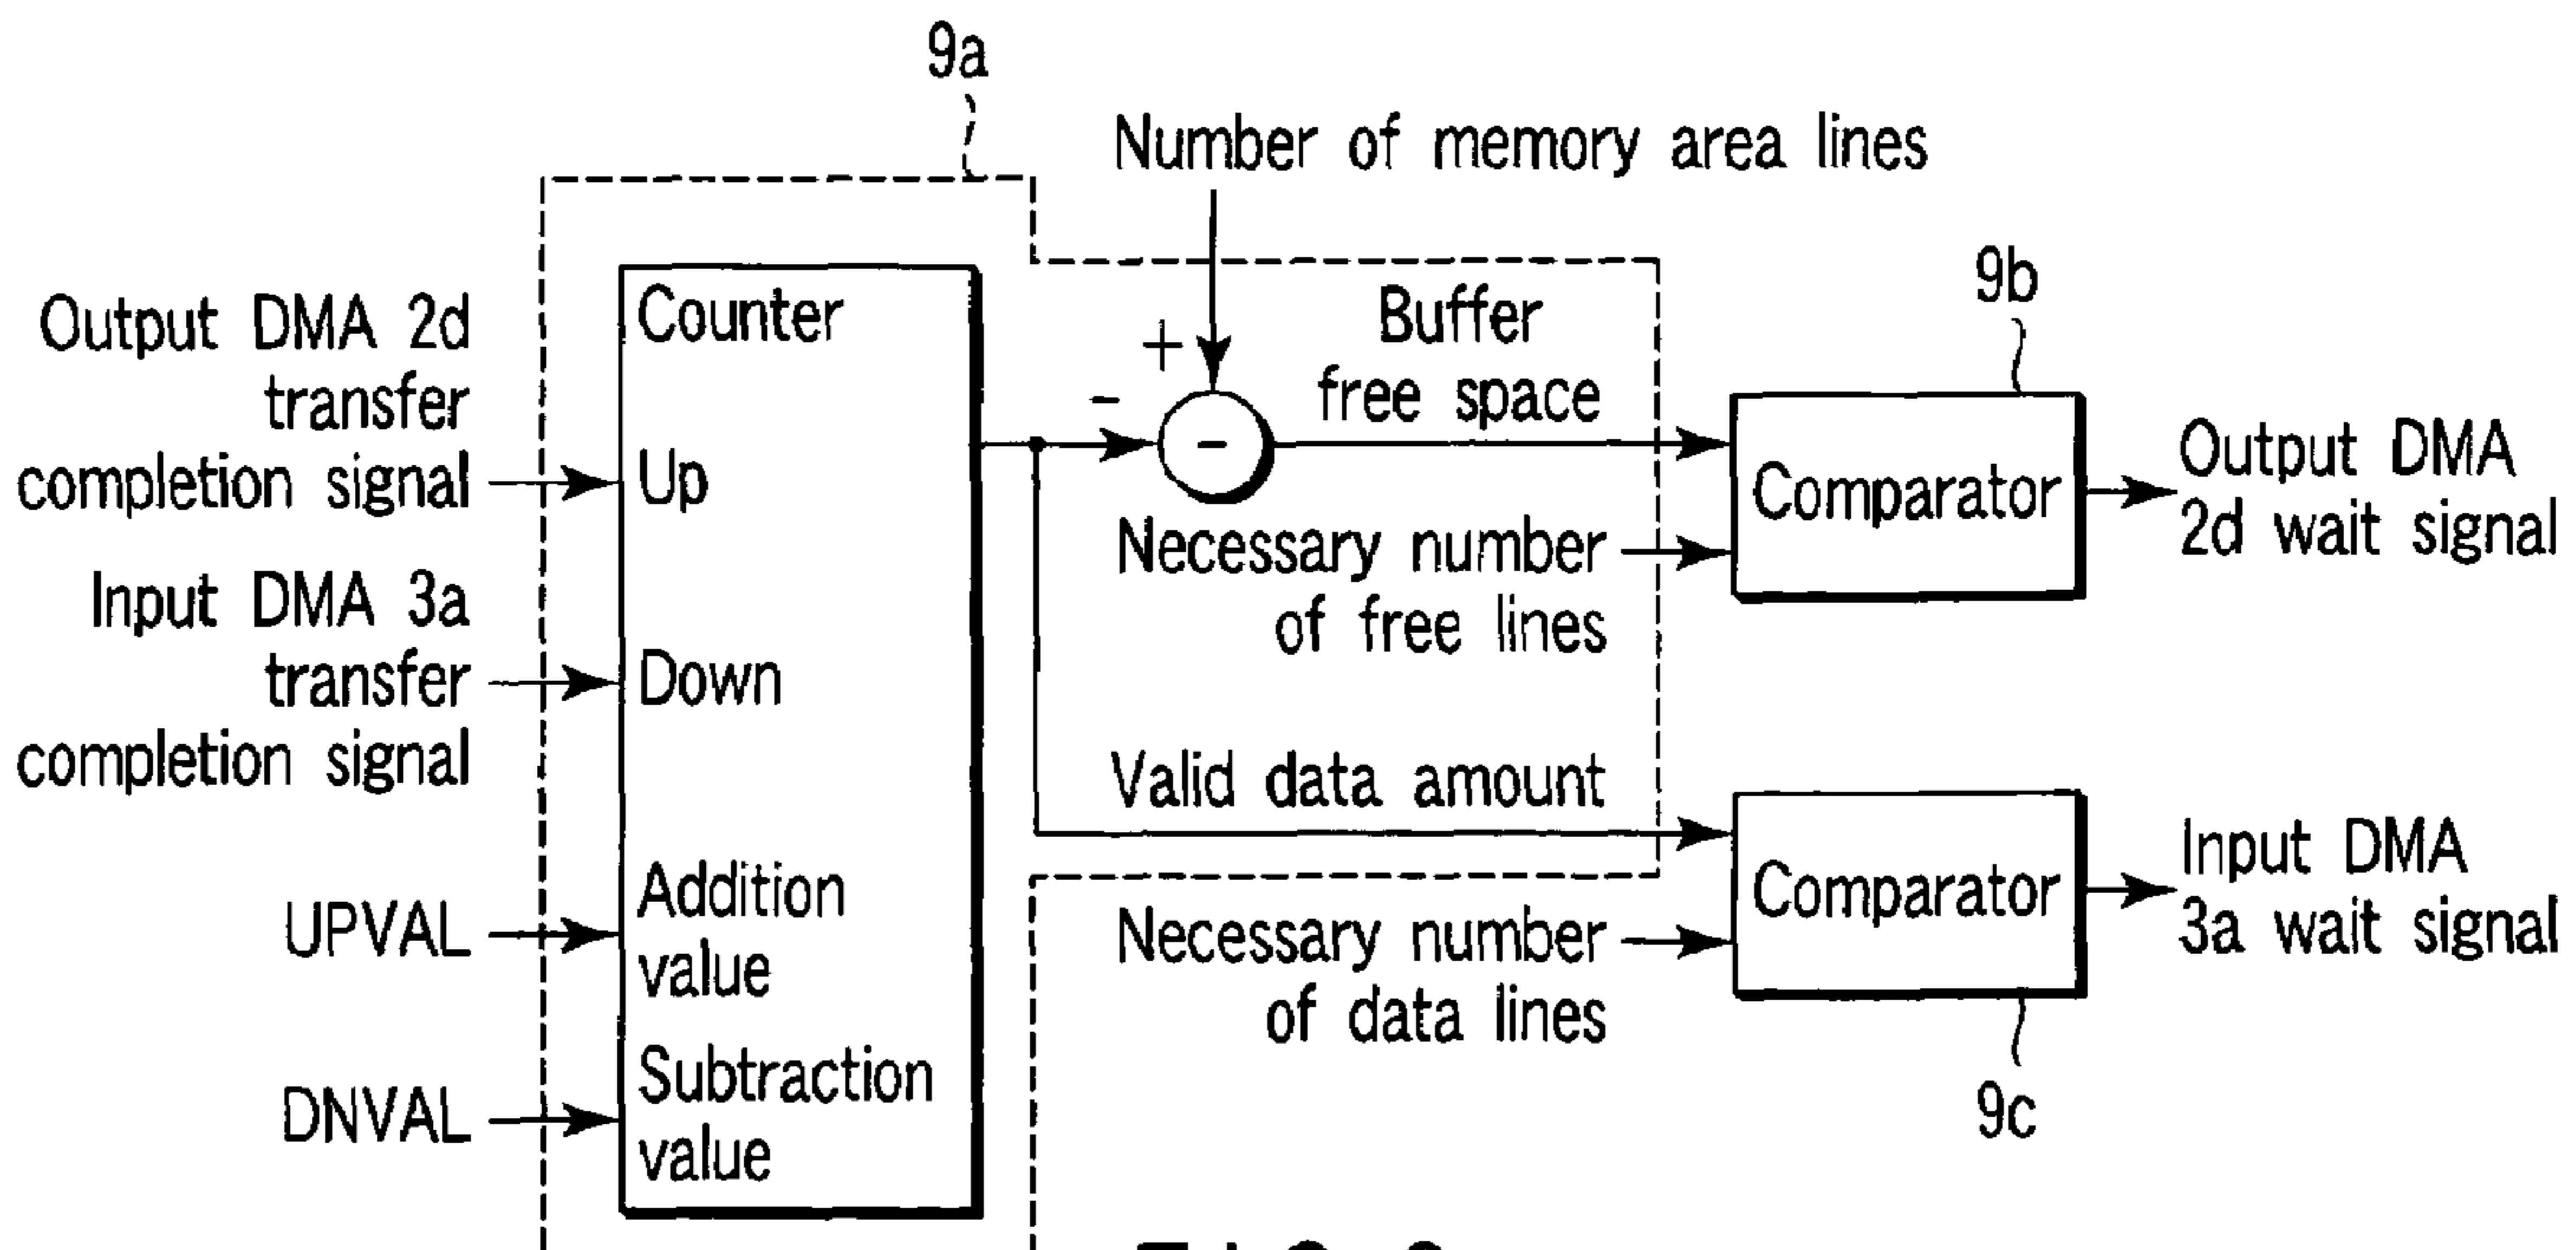 9a
Number of memory area lines
9b
Output DMA 2d
transfer
completion signal
Counter
Up
+
-
-
Buffer
free space
Comparator
Output DMA
2d wait signal
Necessary number
of free lines
Input DMA 3a
transfer
completion signal
Down
Valid data amount
Comparator
Input DMA
3a wait signal
UPVAL
Addition
value
Necessary number
of data lines
9c
DNVAL
Subtraction
value